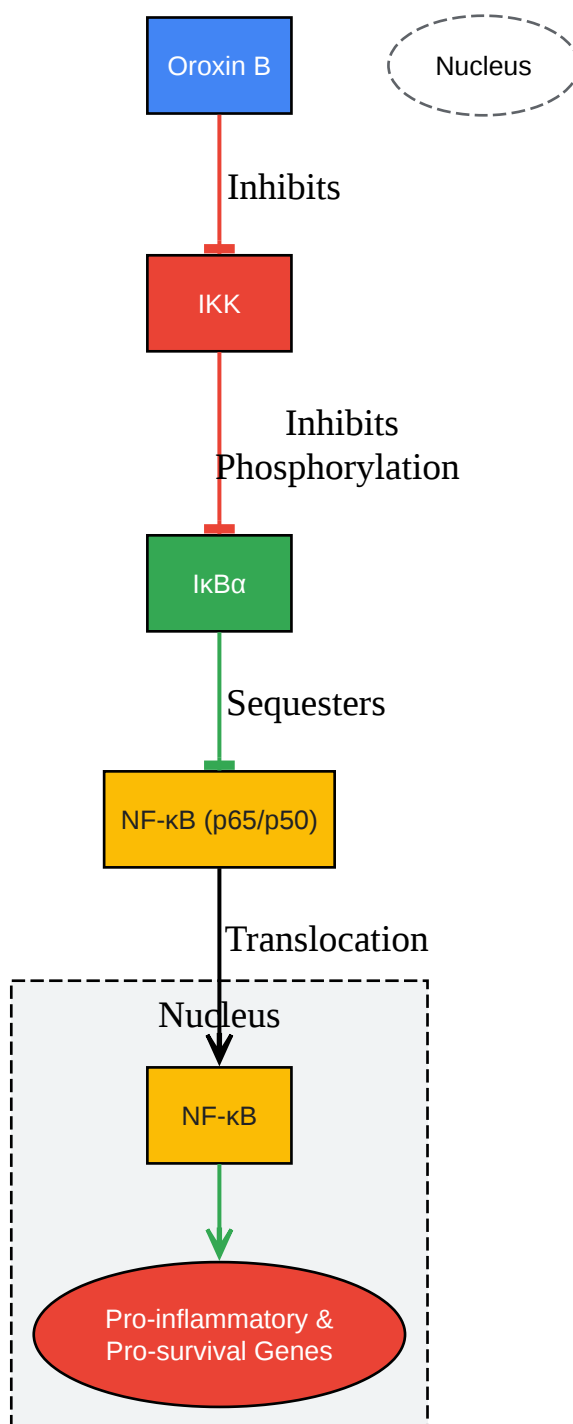 Oroxin B
Nucleus
Inhibits
IKK
Inhibits
Phosphorylation
IκBα
Sequesters
NF-κB (p65/p50)
Translocation
Nucleus
NF-κB
Pro-inflammatory &
Pro-survival Genes